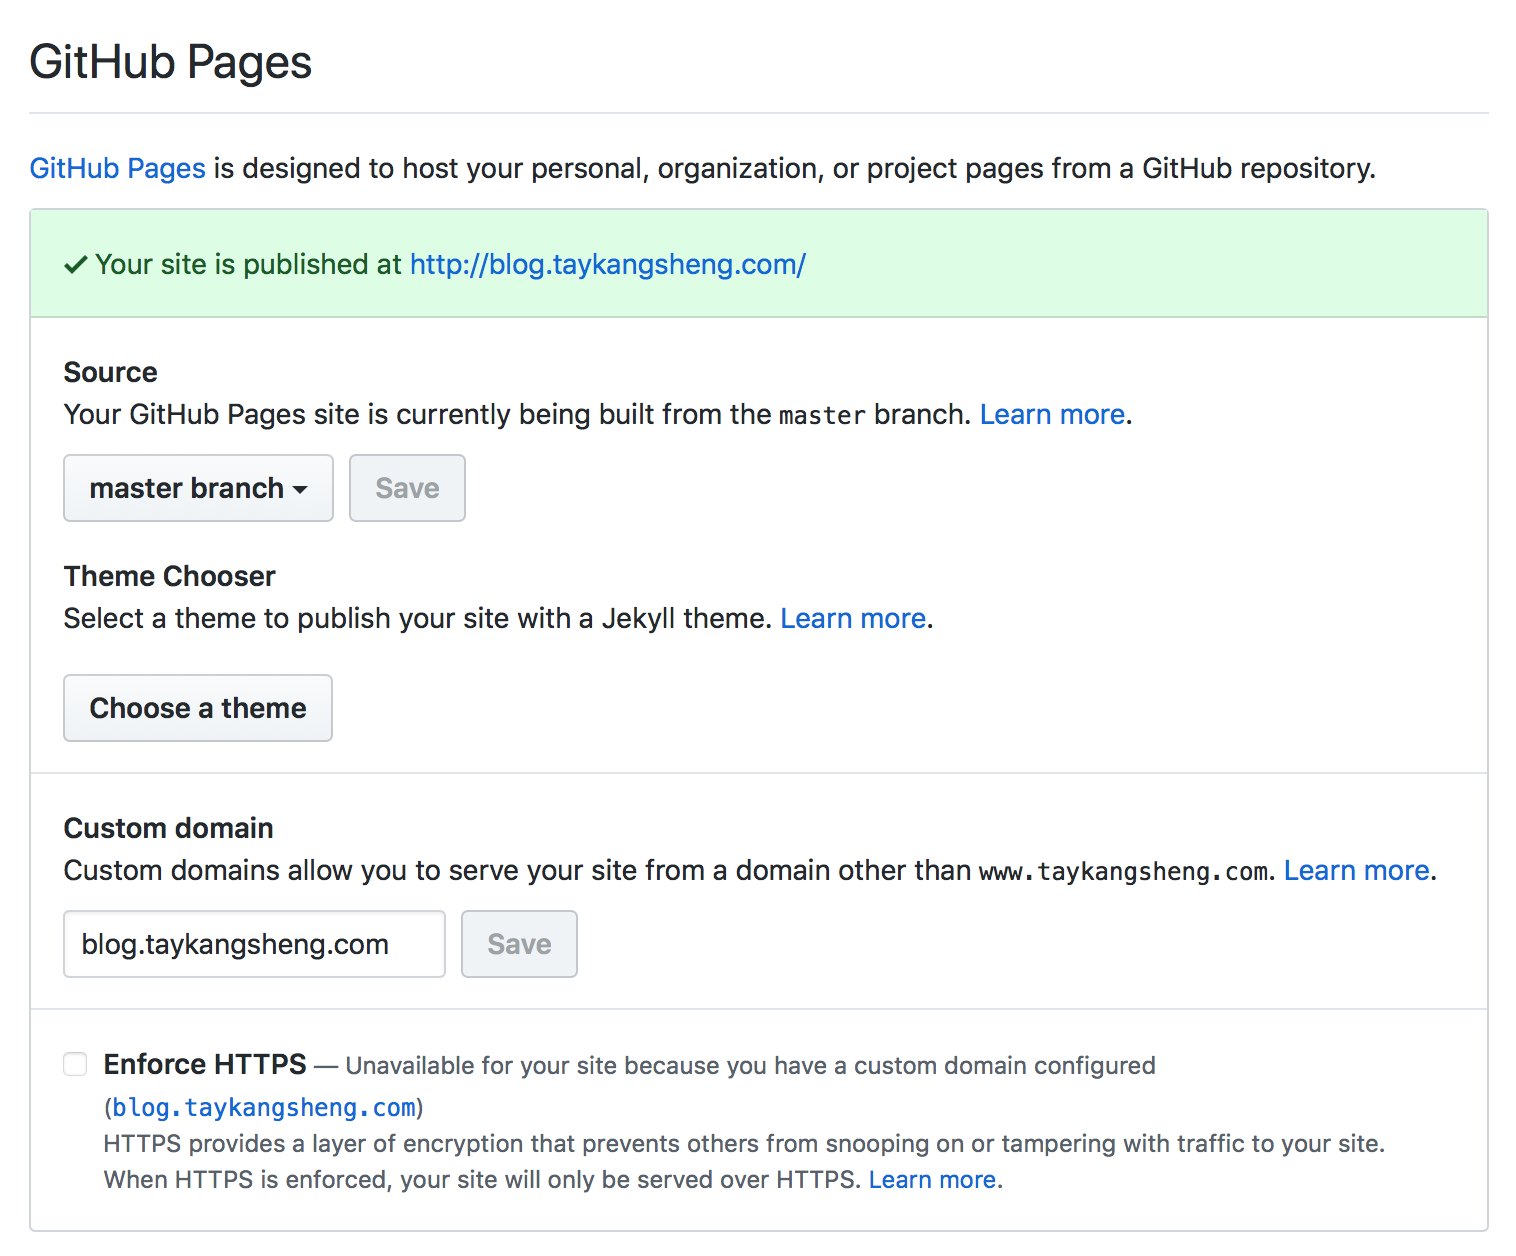 GitHub Pages
GitHub Pages is designed to host your personal, organization, or project pages from a GitHub repository.
Your site is published at http://blog.taykangsheng.com/
Source
Your GitHub Pages site is currently being built from the master branch. Learn more.
master branch Save
Theme Chooser
Select a theme to publish your site with a Jekyll theme. Learn more.
Choose a theme
Custom domain
Custom domains allow you to serve your site from a domain other than www.taykangsheng.com. Learn more.
blog.taykangsheng.com Save
Enforce HTTPS — Unavailable for your site because you have a custom domain configured
(blog.taykangsheng.com)
HTTPS provides a layer of encryption that prevents others from snooping on or tampering with traffic to your site.
When HTTPS is enforced, your site will only be served over HTTPS. Learn more.